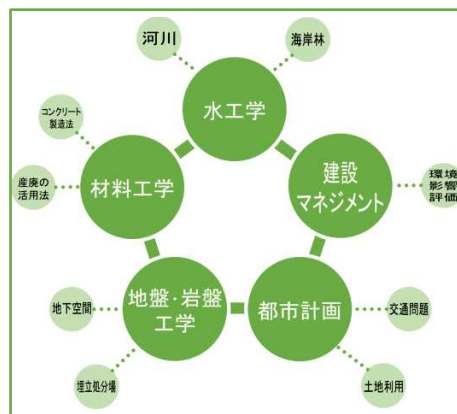 河川
海岸林
水工学
コンクリート
製造法
材料工学
産廃の
活用法
建設
マネジメント
環境
影響
評価
地盤・岩盤
工学
地下空間
埋立処分場
都市計画
交通問題
土地利用